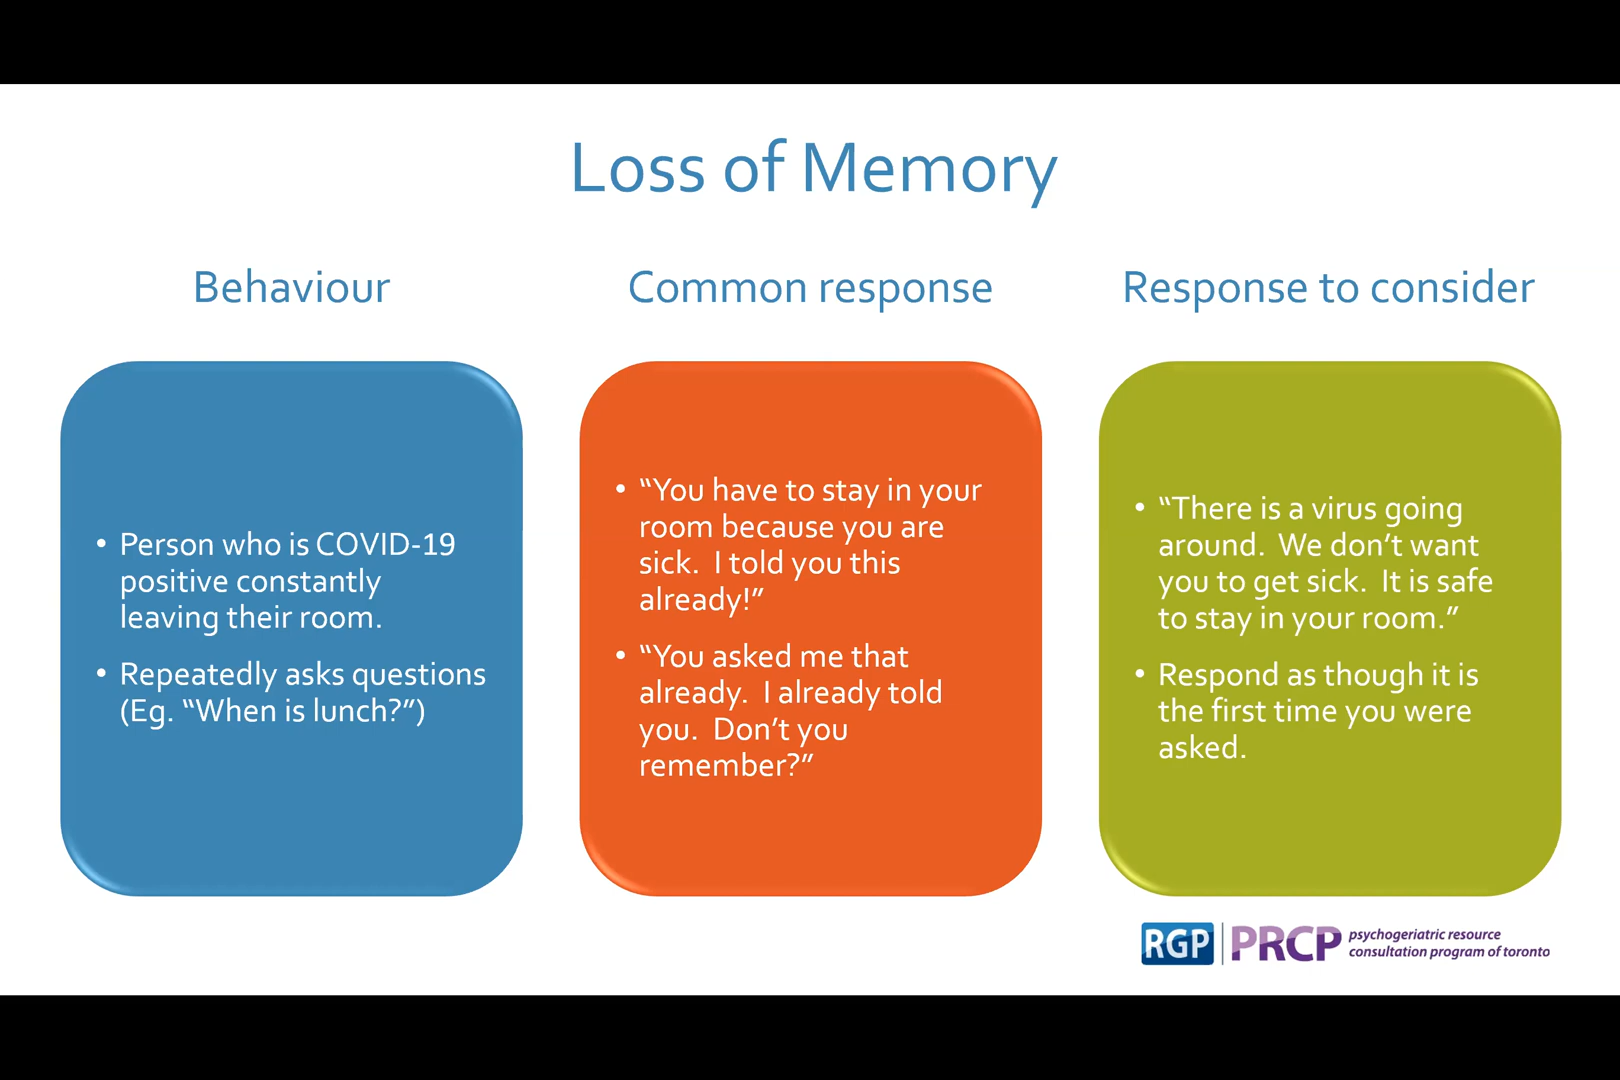 Loss of Memory
Behaviour
Common response
Response to consider
• Person who is COVID-19
positive constantly
leaving their room.
• Repeatedly asks questions
(Eg. “When is lunch?”)
• “You have to stay in your
room because you are
sick.  I told you this
already!”
• “You asked me that
already.  I already told
you.  Don’t you
remember?”
• “There is a virus going
around.  We don’t want
you to get sick.  It is safe
to stay in your room.”
• Respond as though it is
the first time you were
asked.
RGP PRCP psychogeriatric resource
consultation program of toronto